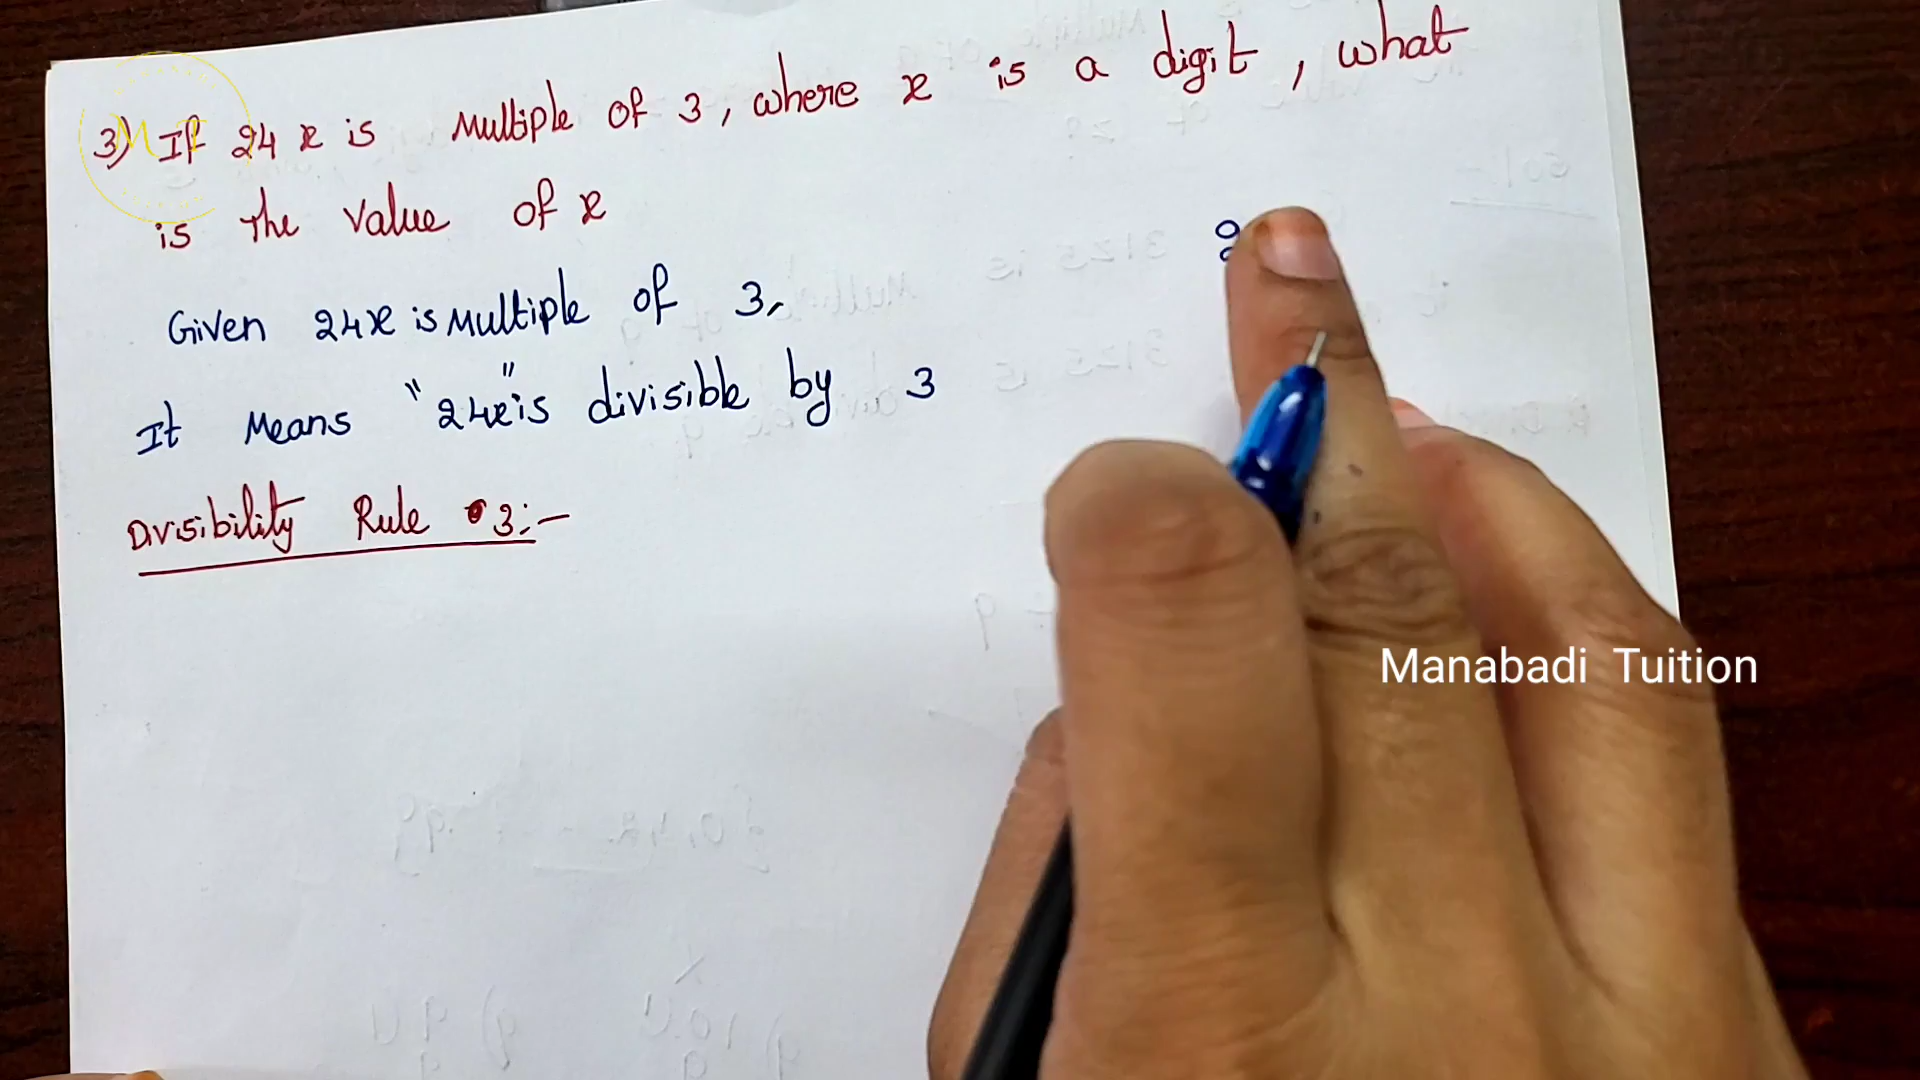 3) If 24 x is Multiple of 3, where x is a digit, what
is the value of x
Given 24x is Multiple of 3,
It Means "24x" is divisible by 3
Divisibility Rule 3:-
Manabadi Tuition